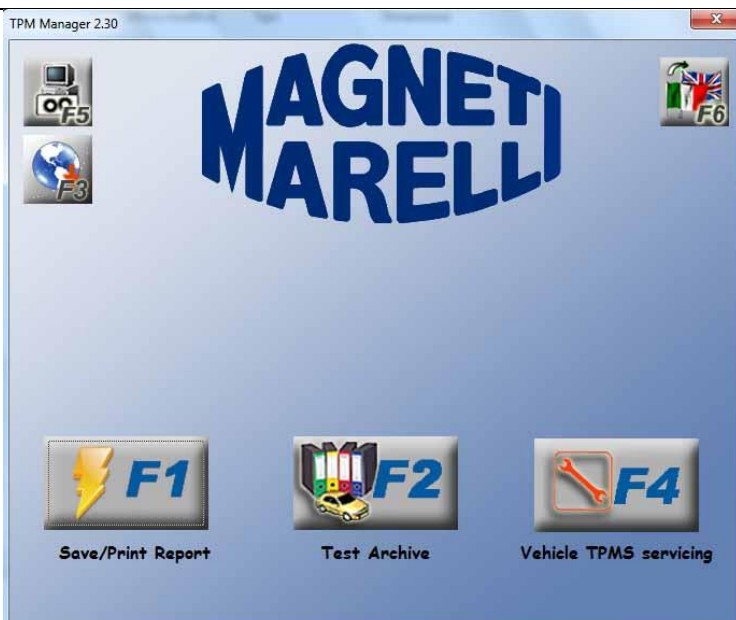 TPM Manager 2.30
F5
F6
F3
MAGNETI
MARELLI
F1
F2
F4
Save/Print Report
Test Archive
Vehicle TPMS servicing